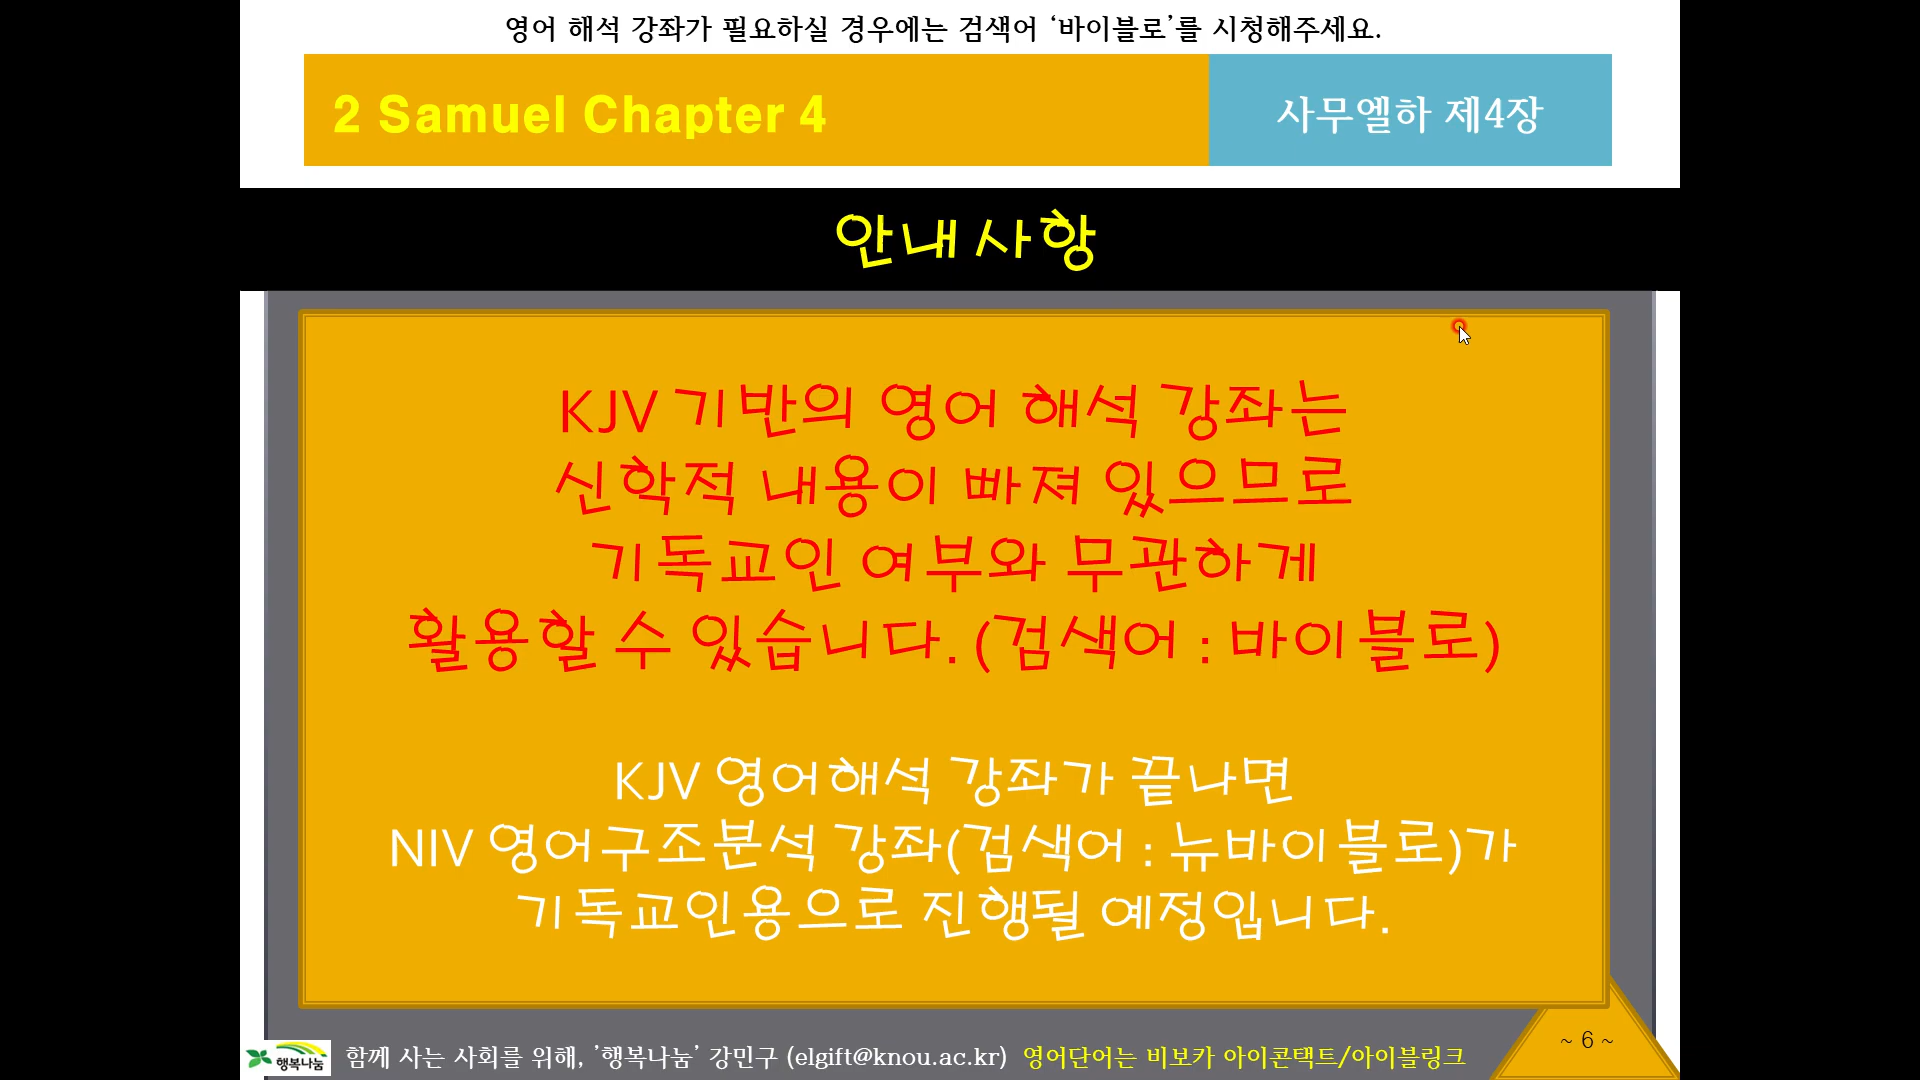 영어 해석 강좌가 필요하실 경우에는 검색어 ‘바이블로’를 시청해주세요.
2 Samuel Chapter 4
사무엘하 제4장
안내사항
KJV 기반의 영어 해석 강좌는
신학적 내용이 빠져 있으므로
기독교인 여부와 무관하게
활용할 수 있습니다. (검색어 : 바이블로)
KJV 영어해석 강좌가 끝나면
NIV 영어구조분석 강좌(검색어 : 뉴바이블로)가
기독교인용으로 진행될 예정입니다.
~ 6 ~
행복나눔
함께 사는 사회를 위해, ’행복나눔’ 강민구 (elgift@knou.ac.kr) 영어단어는 비보카 아이콘택트/아이블링크